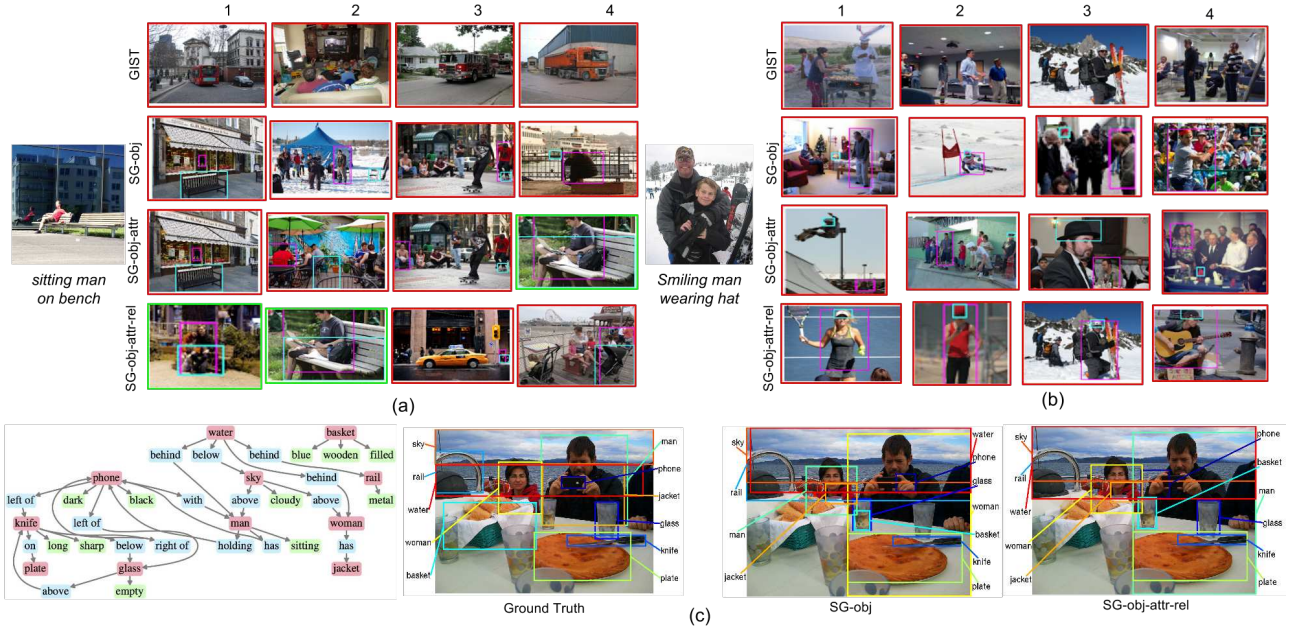 1 2 3 4
GIST
SG-obj
SG-obj-attr
SG-obj-attr-rel
sitting man
on bench
(a)
1 2 3 4
GIST
SG-obj
SG-obj-attr
SG-obj-attr-rel
Smiling man
wearing hat
(b)
water basket
behind below behind blue wooden filled
phone sky behind rail
left of dark black with above cloudy above metal
knife left of man woman
on long sharp below right of holding has sitting has
plate glass jacket
above empty
sky
rail
water
woman
basket
man
phone
jacket
glass
knife
plate
Ground Truth
(c)
sky
rail
man
jacket
water
phone
glass
woman
basket
knife
plate
SG-obj
sky
rail
water
woman
jacket
phone
basket
man
glass
knife
plate
SG-obj-attr-rel